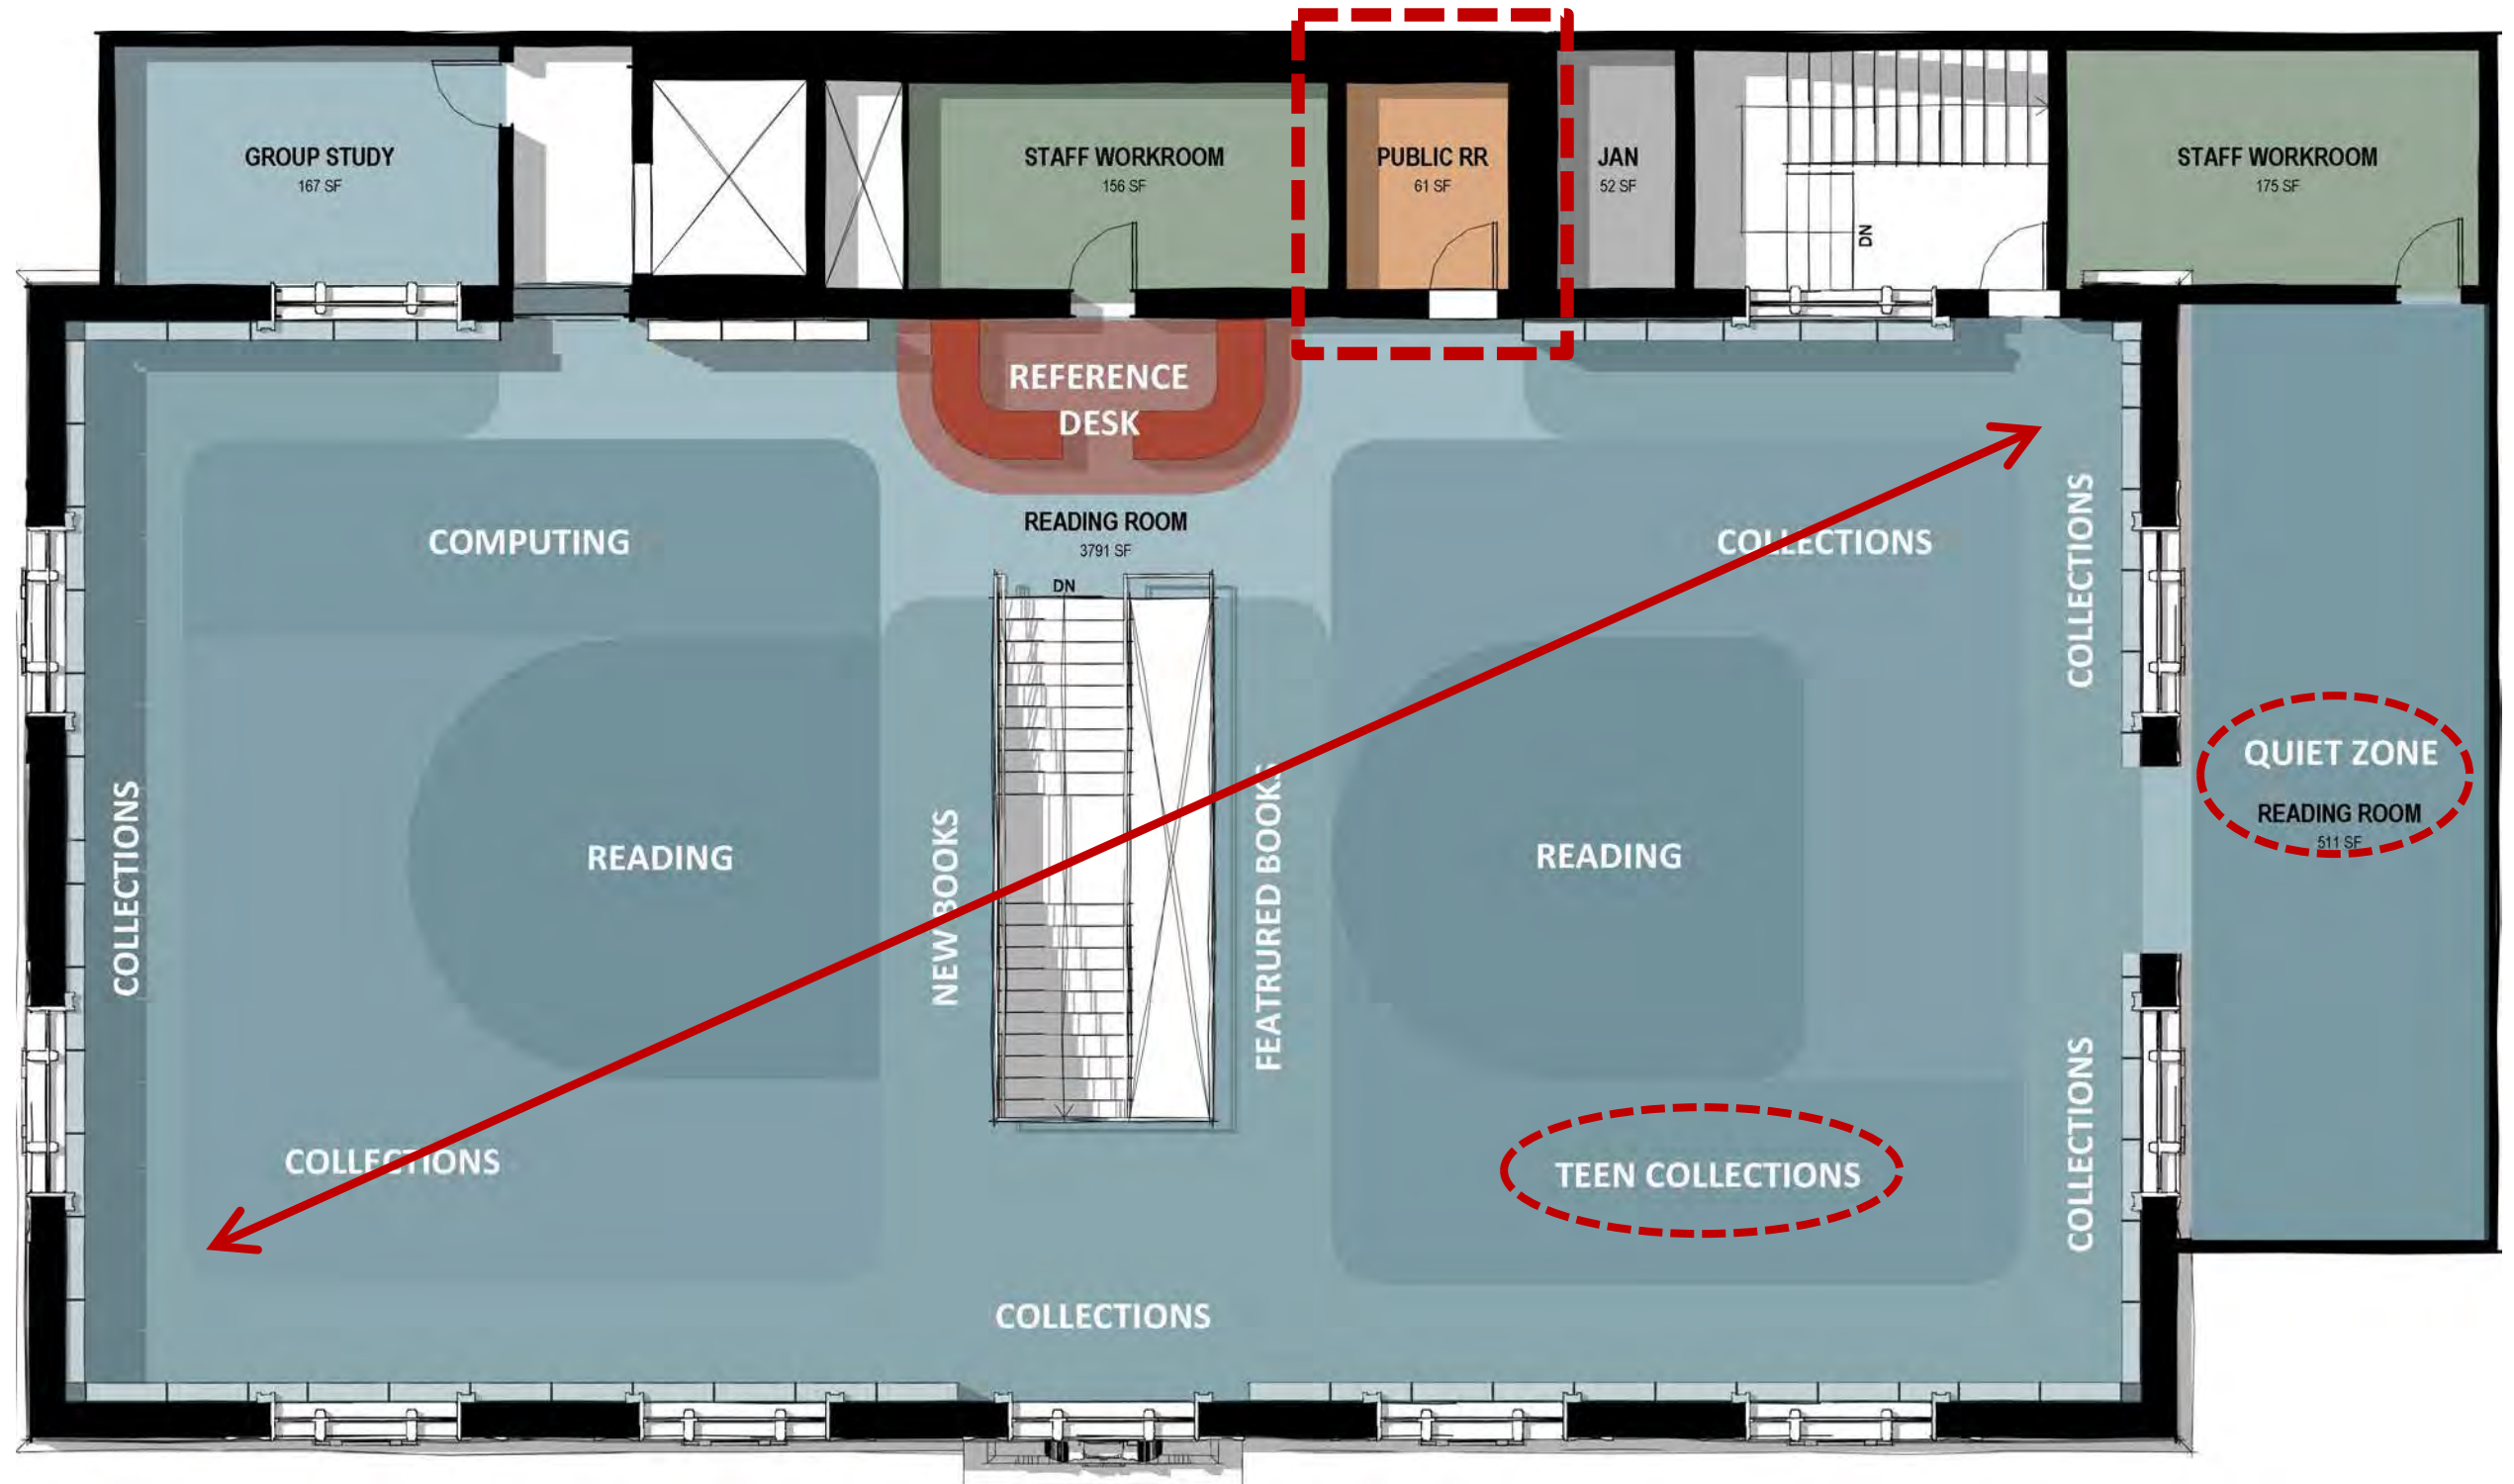 GROUP STUDY
167 SF
STAFF WORKROOM
156 SF
PUBLIC RR
61 SF
JAN
52 SF
DN
STAFF WORKROOM
175 SF
REFERENCE
DESK
READING ROOM
3791 SF
DN
COMPUTING
COLLECTIONS
COLLECTIONS
QUIET ZONE
READING ROOM
511 SF
COLLECTIONS
READING
NEW BOOKS
FEATRURED BOOKS
READING
COLLECTIONS
TEEN COLLECTIONS
COLLECTIONS
COLLECTIONS